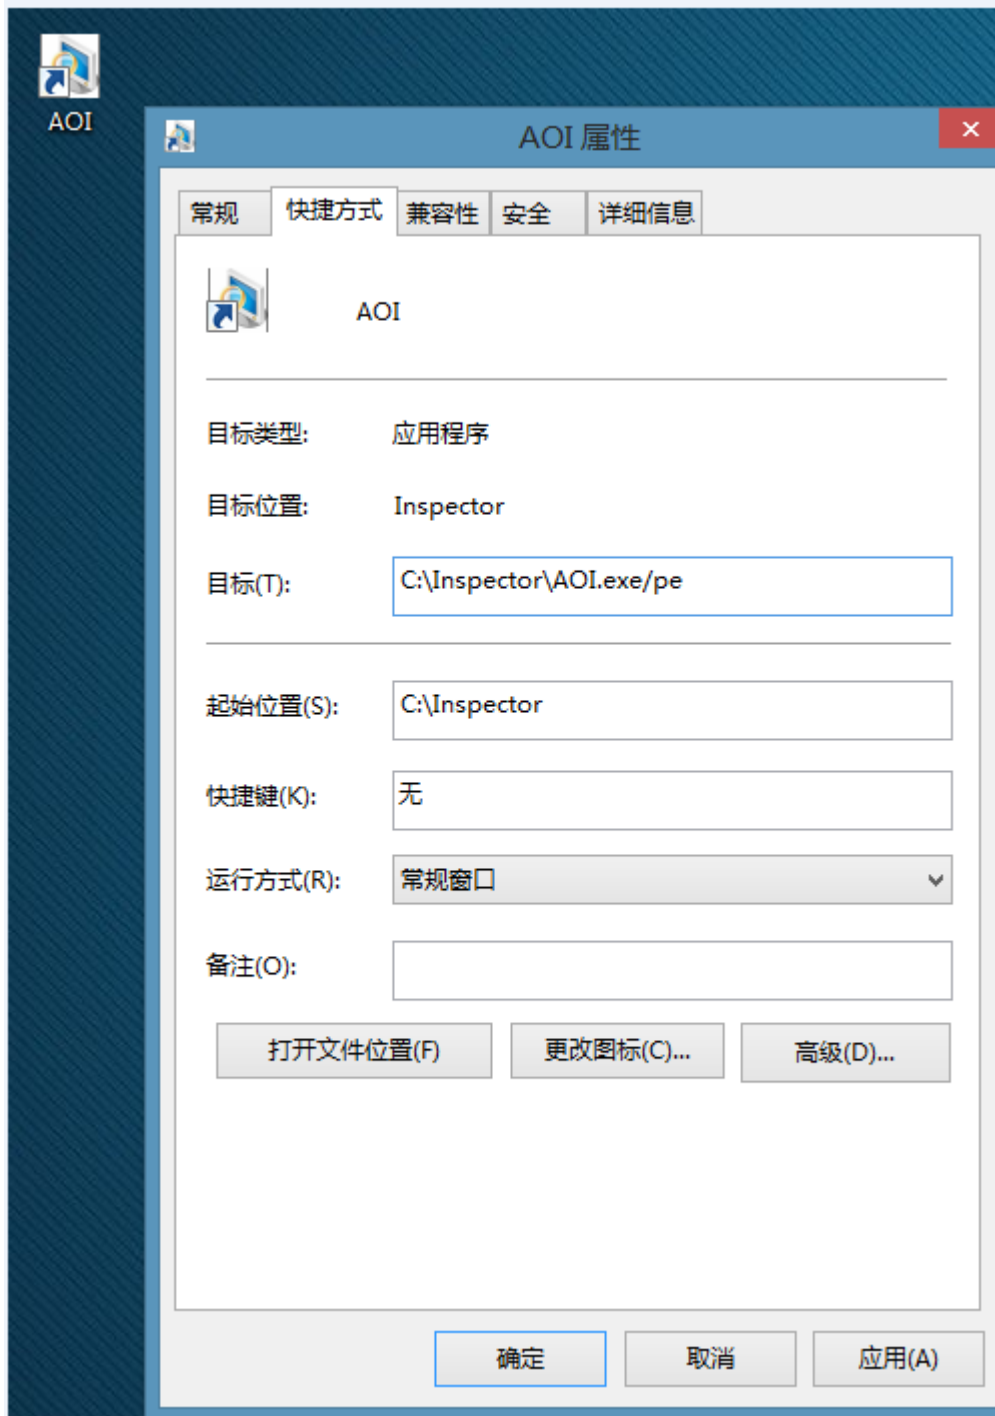 AOI
AOI 属性
常规 快捷方式 兼容性 安全 详细信息
AOI
目标类型: 应用程序
目标位置: Inspector
目标(T): C:\Inspector\AOI.exe/pe
起始位置(S): C:\Inspector
快捷键(K): 无
运行方式(R): 常规窗口
备注(O):
打开文件位置(F) 更改图标(C)... 高级(D)...
确定 取消 应用(A)